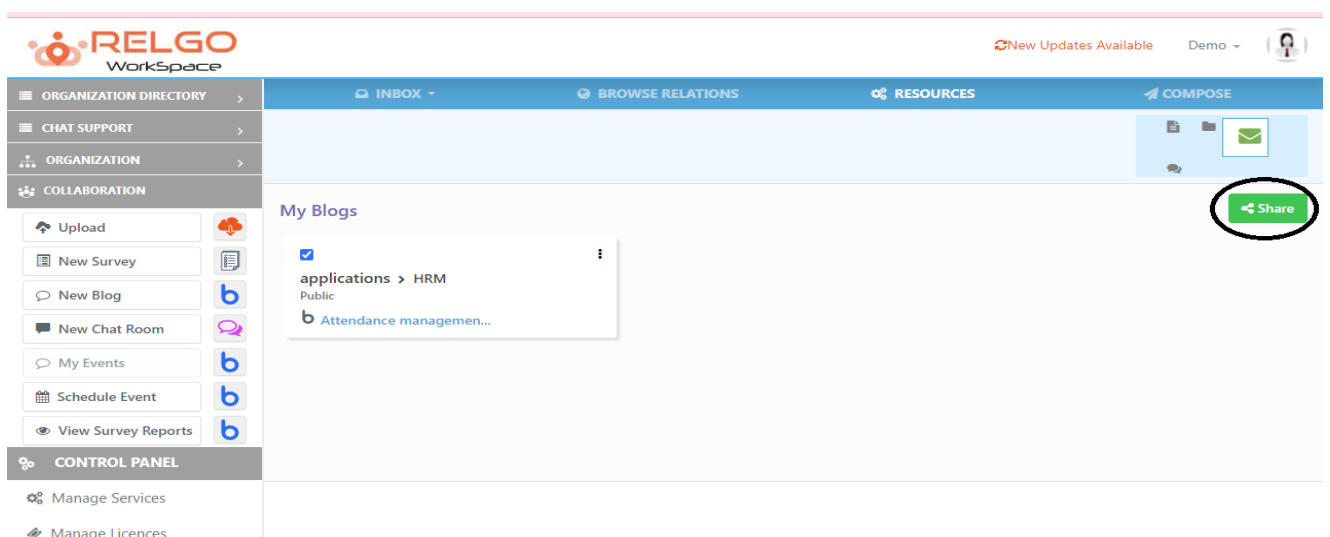 RELGO
WorkSpace
New Updates Available
Demo
ORGANIZATION DIRECTORY
INBOX
BROWSE RELATIONS
RESOURCES
COMPOSE
CHAT SUPPORT
ORGANIZATION
COLLABORATION
Upload
New Survey
New Blog
New Chat Room
My Events
Schedule Event
View Survey Reports
CONTROL PANEL
Manage Services
Manage Licences
My Blogs
Share
applications > HRM
Public
b Attendance managemen...